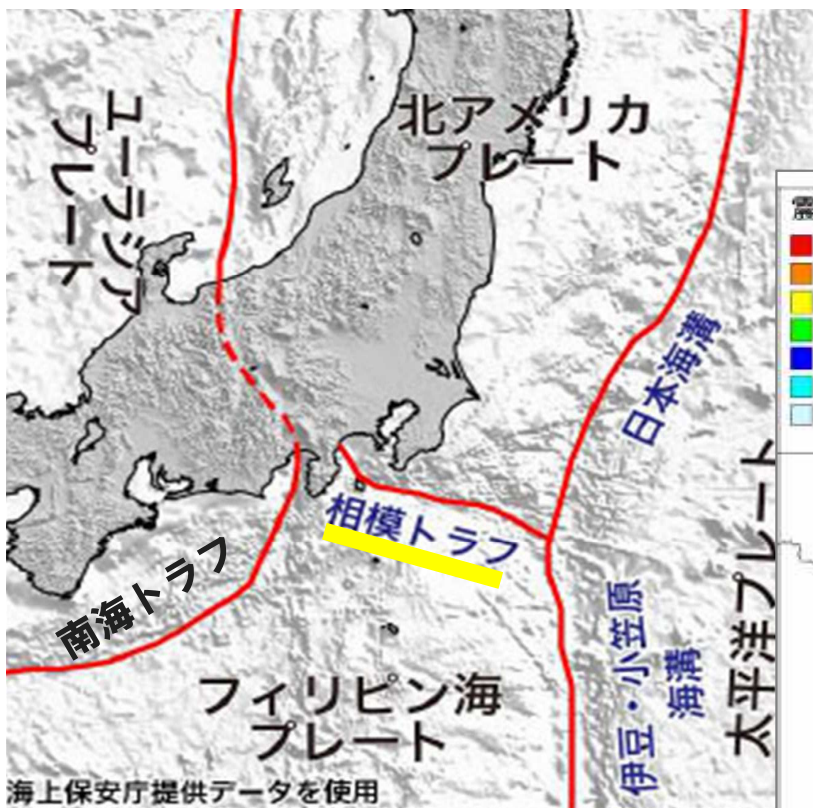 北アメリカ
プレート
ユーラシア
プレート
日本海溝
相模トラフ
南海トラフ
太平洋プレート
伊豆・小笠原
海溝
フィリピン海
プレート
海上保安庁提供データを使用